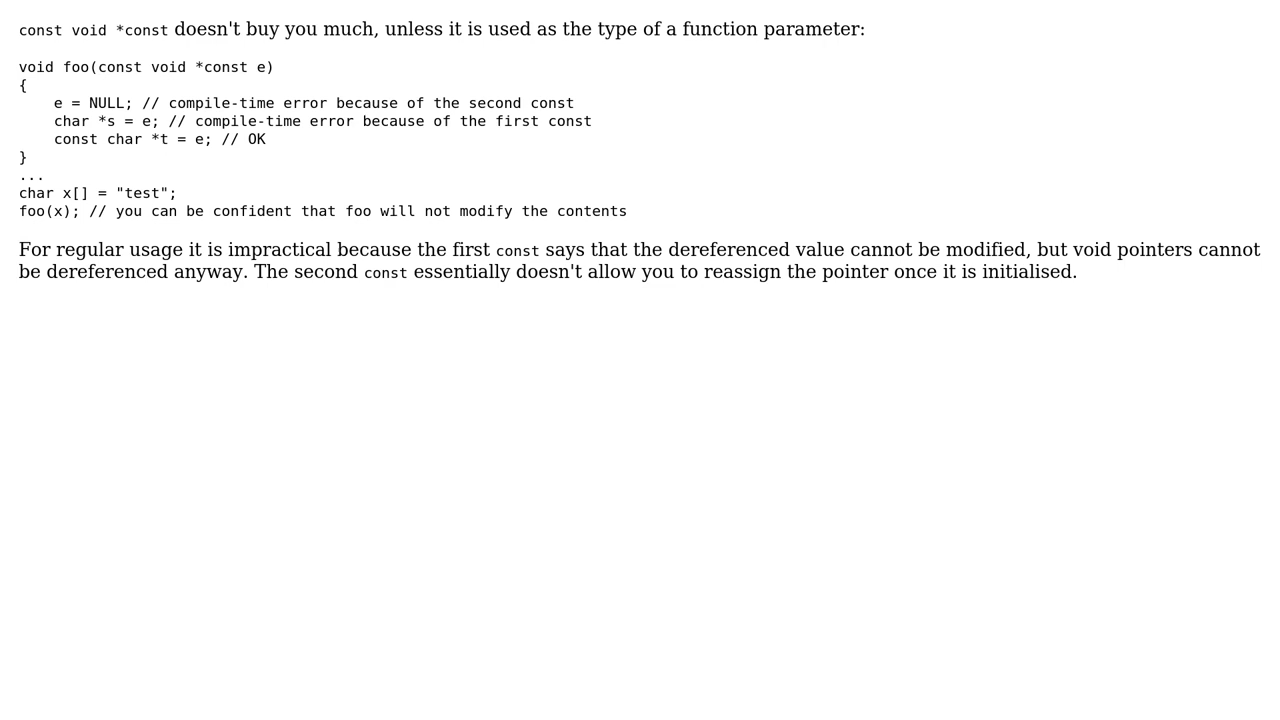 const void *const doesn't buy you much, unless it is used as the type of a function parameter:
void foo(const void *const e)
{
    e = NULL; // compile-time error because of the second const
    char *s = e; // compile-time error because of the first const
    const char *t = e; // OK
}
...
char x[] = "test";
foo(x); // you can be confident that foo will not modify the contents
For regular usage it is impractical because the first const says that the dereferenced value cannot be modified, but void pointers cannot
be dereferenced anyway. The second const essentially doesn't allow you to reassign the pointer once it is initialised.